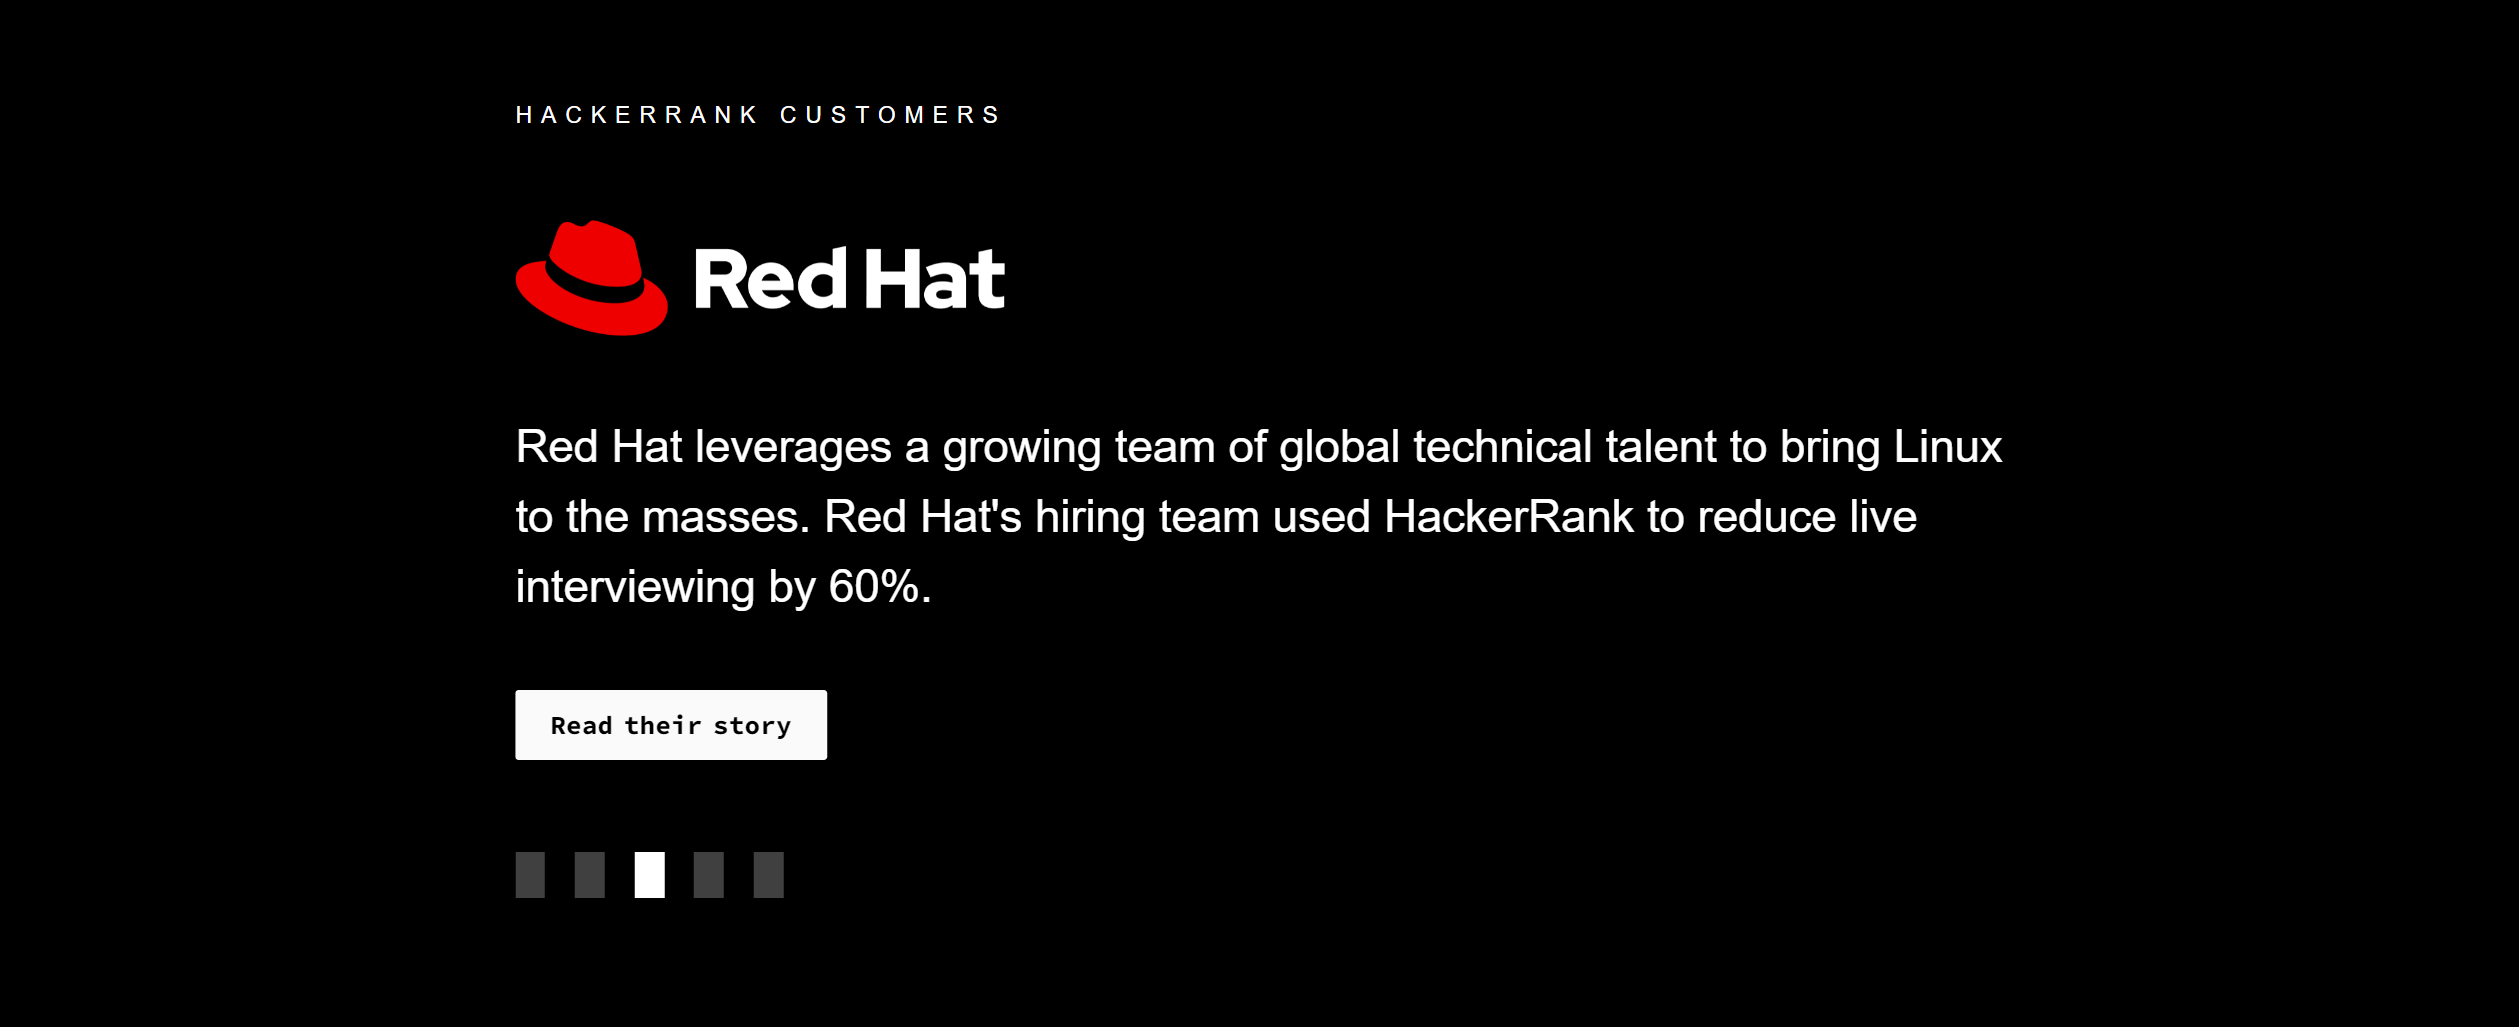 HACKERRANK CUSTOMERS
Red Hat
Red Hat leverages a growing team of global technical talent to bring Linux
to the masses. Red Hat's hiring team used HackerRank to reduce live
interviewing by 60%.
Read their story